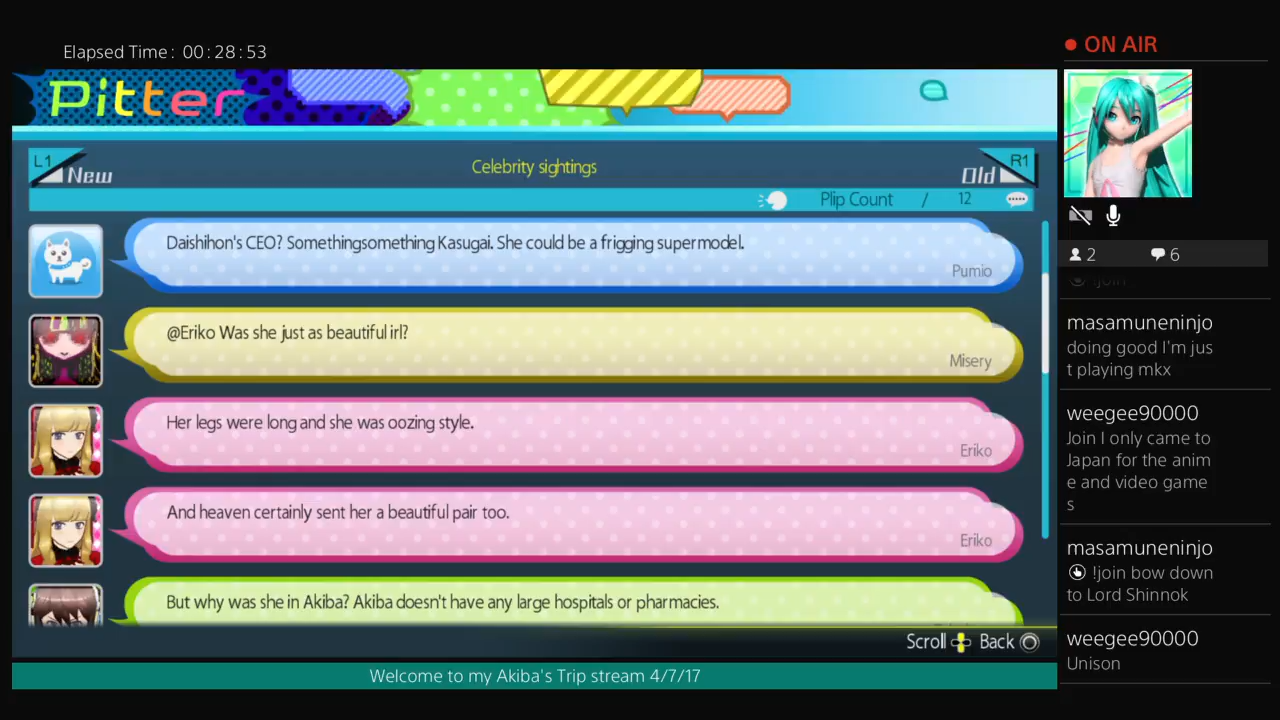 Elapsed Time: 00:28:53
ON AIR
Pitter
L1
New
Celebrity sightings
R1
Old
Plip Count / 12
Daishihon's CEO? Somethingsomething Kasugai. She could be a frigging supermodel.
Pumio
@Eriko Was she just as beautiful irl?
Misery
Her legs were long and she was oozing style.
Eriko
And heaven certainly sent her a beautiful pair too.
Eriko
But why was she in Akiba? Akiba doesn't have any large hospitals or pharmacies.
Scroll Back
Welcome to my Akiba's Trip stream 4/7/17
2 6
!join
masamuneninjo
doing good I'm jus
t playing mkx
weegee90000
Join I only came to
Japan for the anim
e and video game
s
masamuneninjo
!join bow down
to Lord Shinnok
weegee90000
Unison